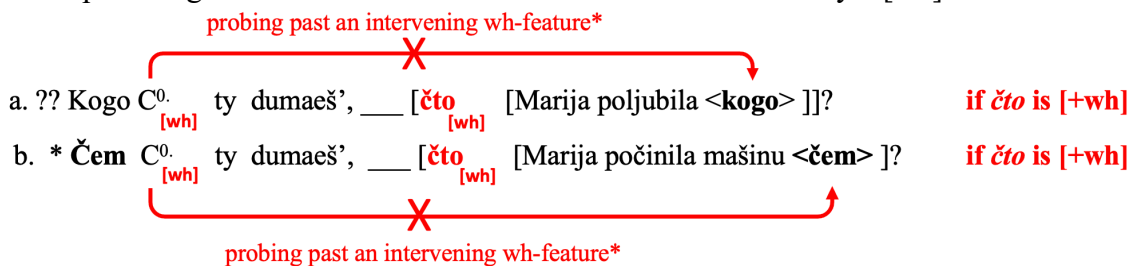 probing past an intervening wh-feature*
a. ?? Kogo C⁰. ty dumaeš’, ___ [čto [Marija poljubila <kogo> ]]? if čto is [+wh]
[wh] [wh]
b. * Čem C⁰. ty dumaeš’, ___ [čto [Marija počinila mašinu <čem> ]? if čto is [+wh]
[wh] [wh]
probing past an intervening wh-feature*